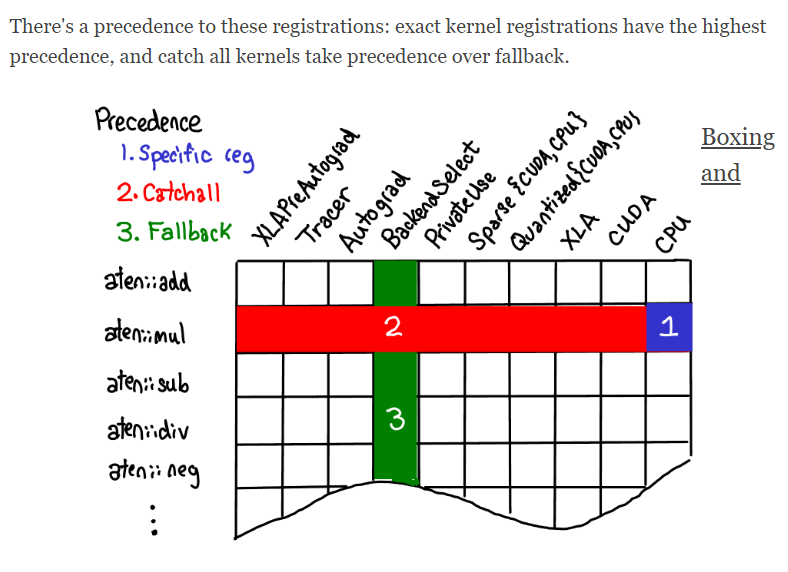 There's a precedence to these registrations: exact kernel registrations have the highest
precedence, and catch all kernels take precedence over fallback.
Precedence
1. Specific reg
2. Catchall
3. Fallback
XLAPreAutograd
Tracer
Autograd
BackendSelect
PrivateUse
Sparse {CUDA, CPU}
Quantized {CUDA, CPU}
XLA
CUDA
CPU
Boxing
and
aten::add
aten::mul
2
1
aten::sub
aten::div
3
aten::neg